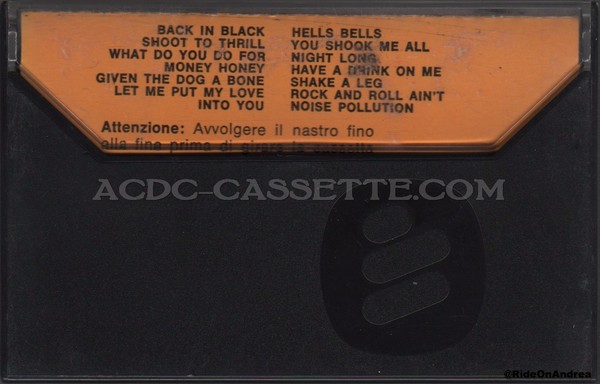 BACK IN BLACK
SHOOT TO THRILL
WHAT DO YOU DO FOR
MONEY HONEY
GIVEN THE DOG A BONE
LET ME PUT MY LOVE
INTO YOU
HELLS BELLS
YOU SHOOK ME ALL
NIGHT LONG
HAVE A DRINK ON ME
SHAKE A LEG
ROCK AND ROLL AIN'T
NOISE POLLUTION
Attenzione: Avvolgere il nastro fino
alla fine prima di girare la cassetta
ACDC-CASSETTE.COM
@RideOnAndrea